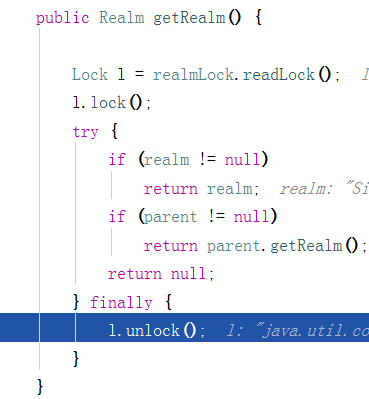 public Realm getRealm() {
Lock l = realmLock.readLock(); l
l.lock();
try {
if (realm != null)
return realm; realm: "Si
if (parent != null)
return parent.getRealm();
return null;
} finally {
l.unlock(); l: "java.util.co
}
}